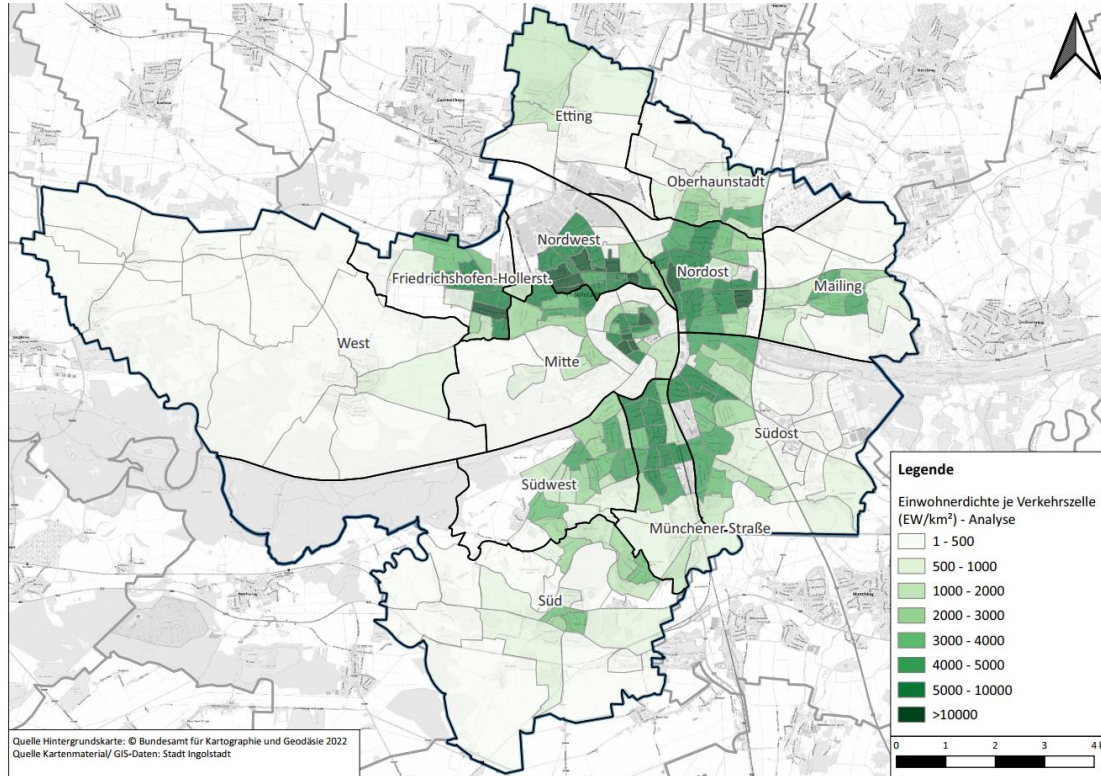 Etting
Oberhaunstadt
Nordwest
Friedrichshofen-Hollerst.
Nordost
Mailing
West
Mitte
Südost
Südwest
Münchener Straße
Süd
Legende
Einwohnerdichte je Verkehrszelle
(EW/km²) - Analyse
1 - 500
500 - 1000
1000 - 2000
2000 - 3000
3000 - 4000
4000 - 5000
5000 - 10000
>10000
0 1 2 3 4 k
Quelle Hintergrundskarte: © Bundesamt für Kartographie und Geodäsie 2022
Quelle Kartenmaterial/ GIS-Daten: Stadt Ingolstadt